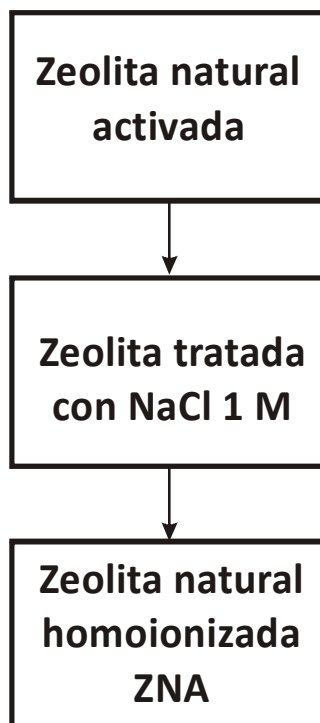 Zeolita natural
activada
Zeolita tratada
con NaCl 1 M
Zeolita natural
homoionizada
ZNA